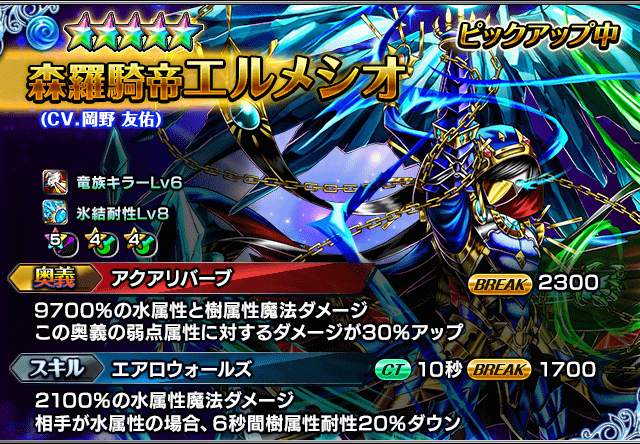 ピックアップ中
森羅騎帝エルメシオ
(CV.岡野 友佑)
竜族キラーLv6
氷結耐性Lv8
5 4 4
奥義 アクアリバーブ BREAK 2300
9700%の水属性と樹属性魔法ダメージ
この奥義の弱点属性に対するダメージが30%アップ
スキル エアロウォールズ CT 10秒 BREAK 1700
2100%の水属性魔法ダメージ
相手が水属性の場合、6秒間樹属性耐性20%ダウン